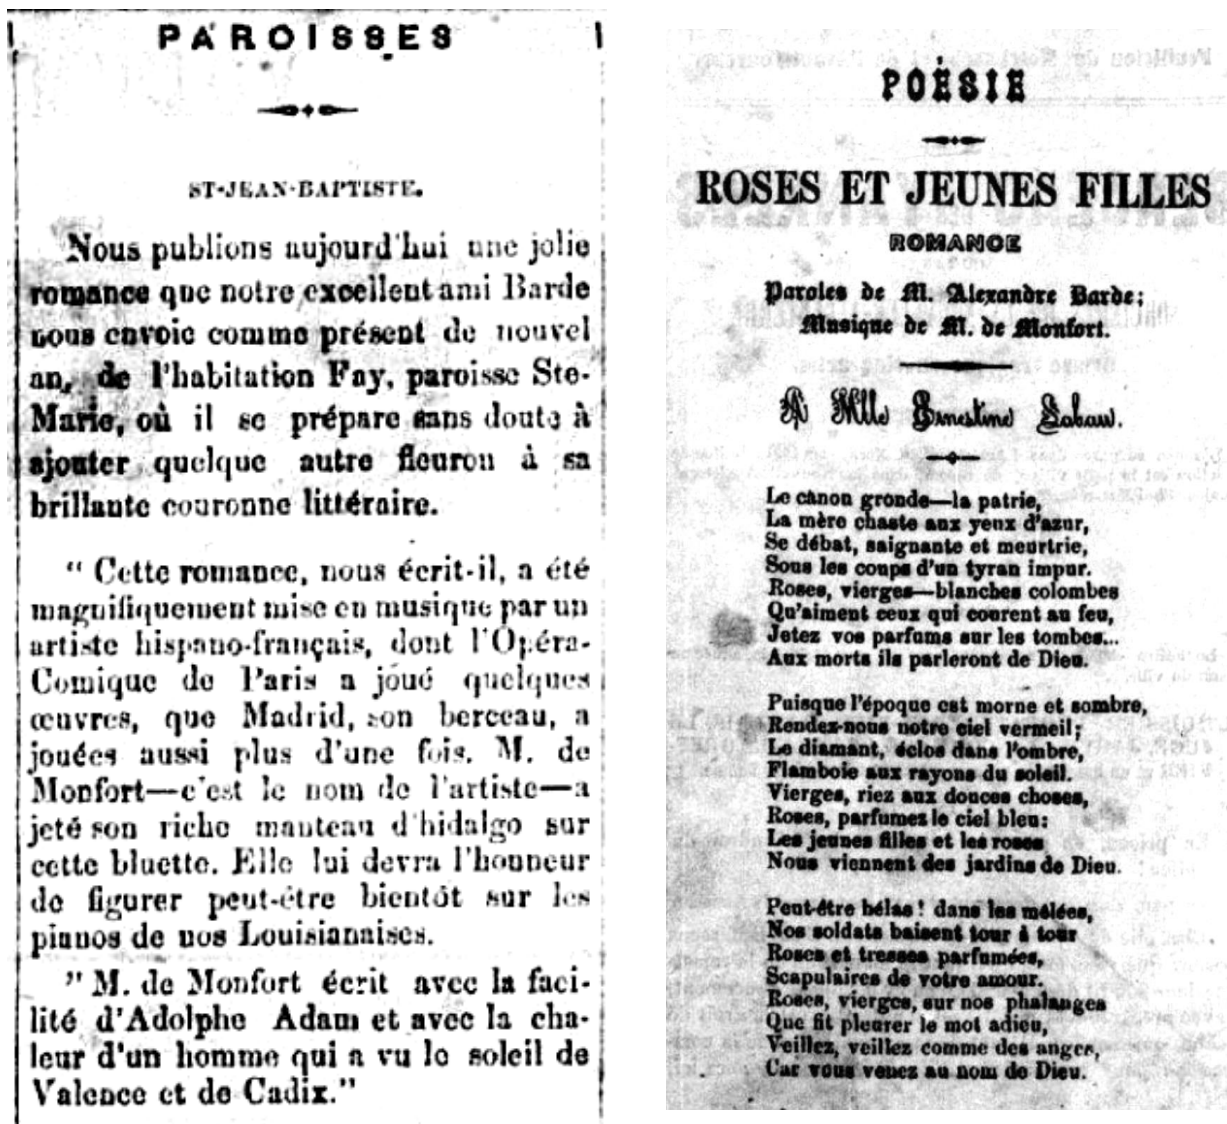 PAROISSES
ST-JEAN-BAPTISTE.
Nous publions aujourd'hui une jolie
romance que notre excellent ami Barde
nous envoie comme présent de nouvel
an, de l'habitation Fay, paroisse Ste-
Marie, où il se prépare sans doute à
ajouter quelque autre fleuron à sa
brillante couronne littéraire.
“ Cette romance, nous écrit-il, a été
magnifiquement mise en musique par un
artiste hispano-français, dont l'Opéra-
Comique de Paris a joué quelques
œuvres, que Madrid, son berceau, a
jouées aussi plus d'une fois. M. de
Monfort—c'est le nom de l'artiste—a
jeté son riche manteau d'hidalgo sur
cette bluette. Elle lui devra l'honneur
de figurer peut-être bientôt sur les
pianos de nos Louisianaises.
” M. de Monfort écrit avec la faci-
lité d'Adolphe Adam et avec la cha-
leur d'un homme qui a vu le soleil de
Valence et de Cadix.”
POÉSIE
ROSES ET JEUNES FILLES
ROMANCE
Paroles de M. Alexandre Barde;
Musique de M. de Monfort.
A Mlle Ernestine
Le canon gronde—la patrie,
La mère chaste aux yeux d'azur,
Se débat, saignante et meurtrie,
Sous les coups d'un tyran impur.
Roses, vierges—blanches colombes
Qu'aiment ceux qui courent au feu,
Jetez vos parfums sur les tombes...
Aux morts ils parleront de Dieu.
Puisque l'époque est morne et sombre,
Rendez-nous notre ciel vermeil;
Le diamant, éclos dans l'ombre,
Flamboie aux rayons du soleil.
Vierges, riez aux douces choses,
Roses, parfumez le ciel bleu:
Les jeunes filles et les roses
Nous viennent des jardins de Dieu.
Peut-être hélas ! dans les mêlées,
Nos soldats baisent tour à tour
Roses et tresses parfumées,
Scapulaires de votre amour.
Roses, vierges, sur nos phalanges
Que fit pleurer le mot adieu,
Veillez, veillez comme des anges,
Car vous venez au nom de Dieu.